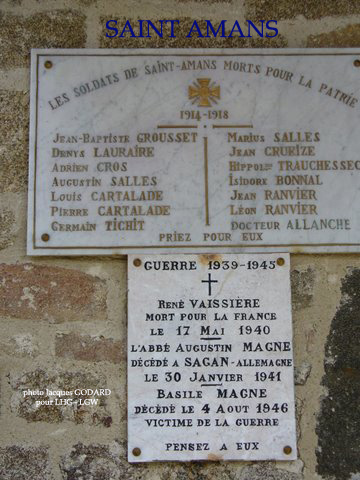 SAINT AMANS
LES SOLDATS DE SAINT-AMANS MORTS POUR LA PATRIE
1914-1918
JEAN-BAPTISTE GROUSSET
DENYS LAURAIRE
ADRIEN CROS
AUGUSTIN SALLES
LOUIS CARTALADE
PIERRE CARTALADE
GERMAIN TICHIT
MARIUS SALLES
JEAN CRUEIZE
HIPPOLTE TRAUCHESSEC
ISIDORE BONNAL
JEAN RANVIER
LÉON RANVIER
DOCTEUR ALLANCHE
PRIEZ POUR EUX
GUERRE 1939-1945
RENÉ VAISSIÈRE
MORT POUR LA FRANCE
LE 17 MAI 1940
L'ABBÉ AUGUSTIN MAGNE
DÉCÉDÉ A SAGAN-ALLEMAGNE
LE 30 JANVIER 1941
BASILE MAGNE
DÉCÉDÉ LE 4 AOUT 1946
VICTIME DE LA GUERRE
PENSEZ A EUX
photo Jacques GODARD
pour LHG+LGW